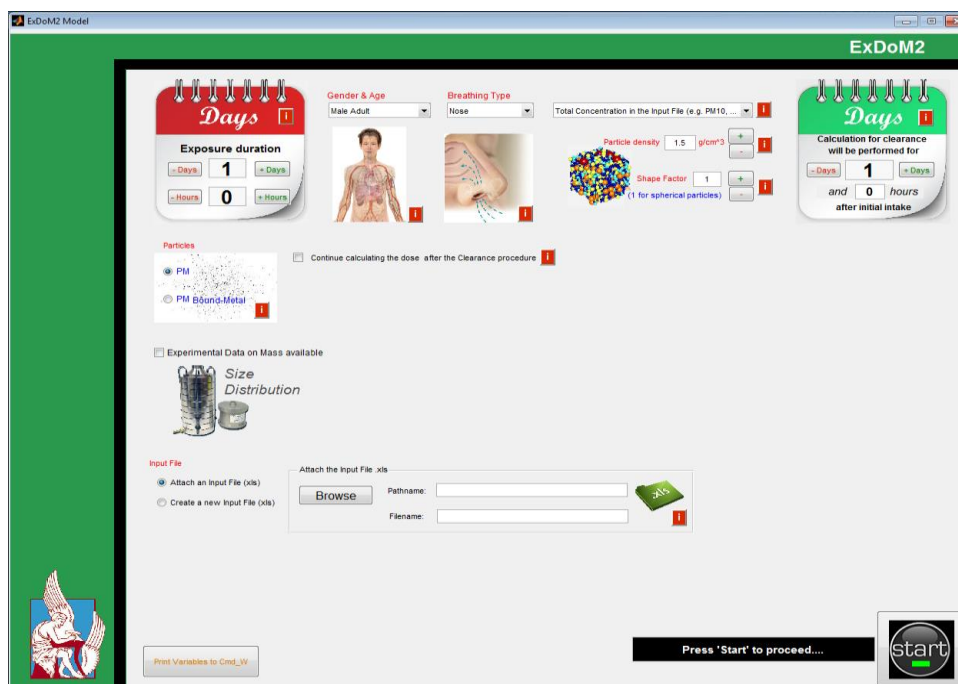 ExDoM2 Model
ExDoM2
Days
i
Exposure duration
- Days 1 + Days
- Hours 0 + Hours
Gender & Age
Male Adult
i
Breathing Type
Nose
i
Total Concentration in the Input File (e.g. PM10, ...
i
Particle density 1.5 g/cm^3 + -
i
Shape Factor 1 + -
(1 for spherical particles)
i
Days
i
Calculation for clearance
will be performed for
- Days 1 + Days
and 0 hours
after initial intake
Particles
PM
PM Bound-Metal
i
Continue calculating the dose after the Clearance procedure i
Experimental Data on Mass available
Size
Distribution
Input File
Attach an Input File (xls)
Create a new Input File (xls)
Attach the Input File .xls
Browse
Pathname:
Filename:
.xls
i
Print Variables to Cmd_W
Press 'Start' to proceed....
start